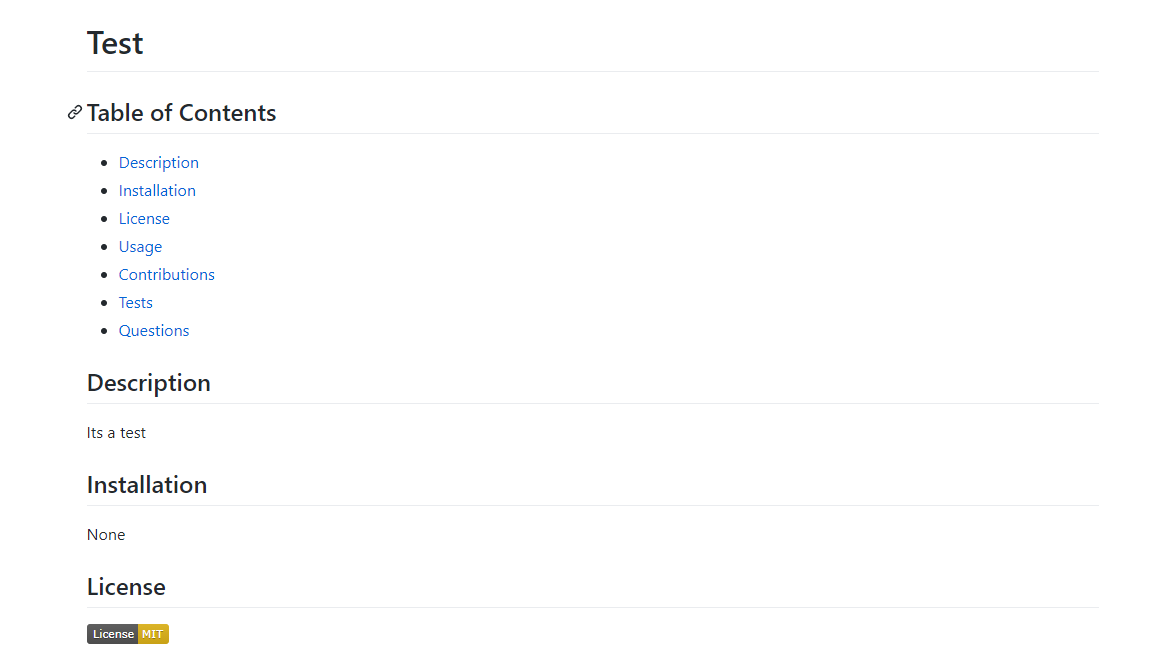 Test
Table of Contents
Description
Installation
License
Usage
Contributions
Tests
Questions
Description
Its a test
Installation
None
License
License MIT